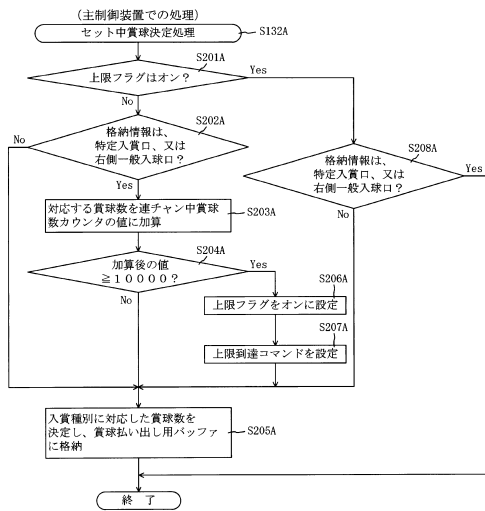 (主制御装置での処理)
セット中賞球決定処理
S132A
上限フラグはオン?
S201A
Yes
No
格納情報は、
特定入賞口、又は
右側一般入球口?
S202A
No
Yes
格納情報は、
特定入賞口、又は
右側一般入球口?
S208A
Yes
No
対応する賞球数を連チャン中賞球
数カウンタの値に加算
S203A
加算後の値
≧10000?
S204A
Yes
No
上限フラグをオンに設定
S206A
上限到達コマンドを設定
S207A
入賞種別に対応した賞球数を
決定し、賞球払い出し用バッファ
に格納
S205A
終 了